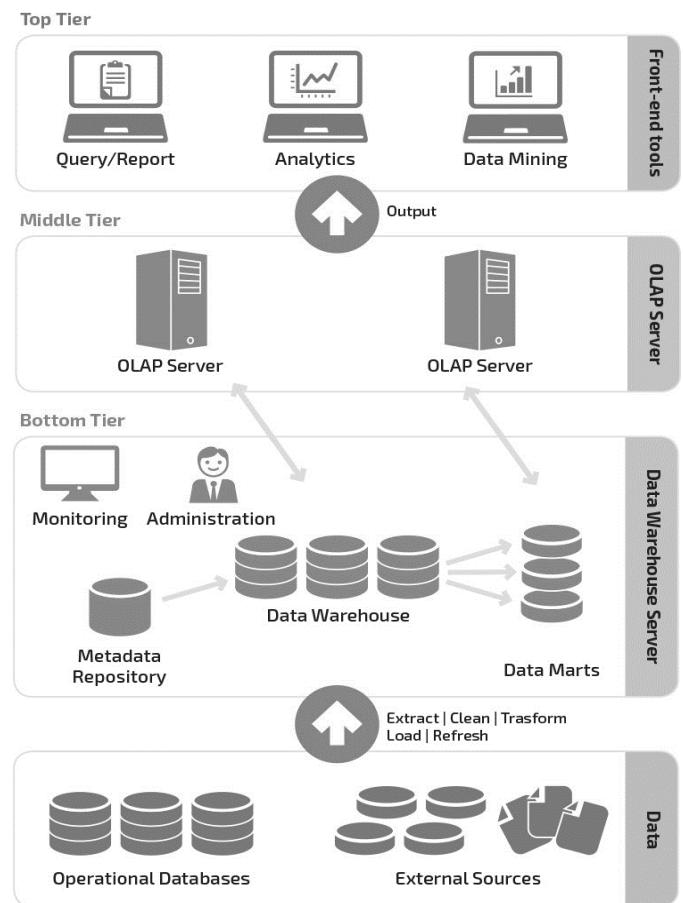 Top Tier
Query/Report
Analytics
Data Mining
Front-end tools
Output
Middle Tier
OLAP Server
OLAP Server
OLAP Server
Bottom Tier
Monitoring
Administration
Data Warehouse
Metadata
Repository
Data Marts
Data Warehouse Server
Extract | Clean | Trasform
Load | Refresh
Operational Databases
External Sources
Data